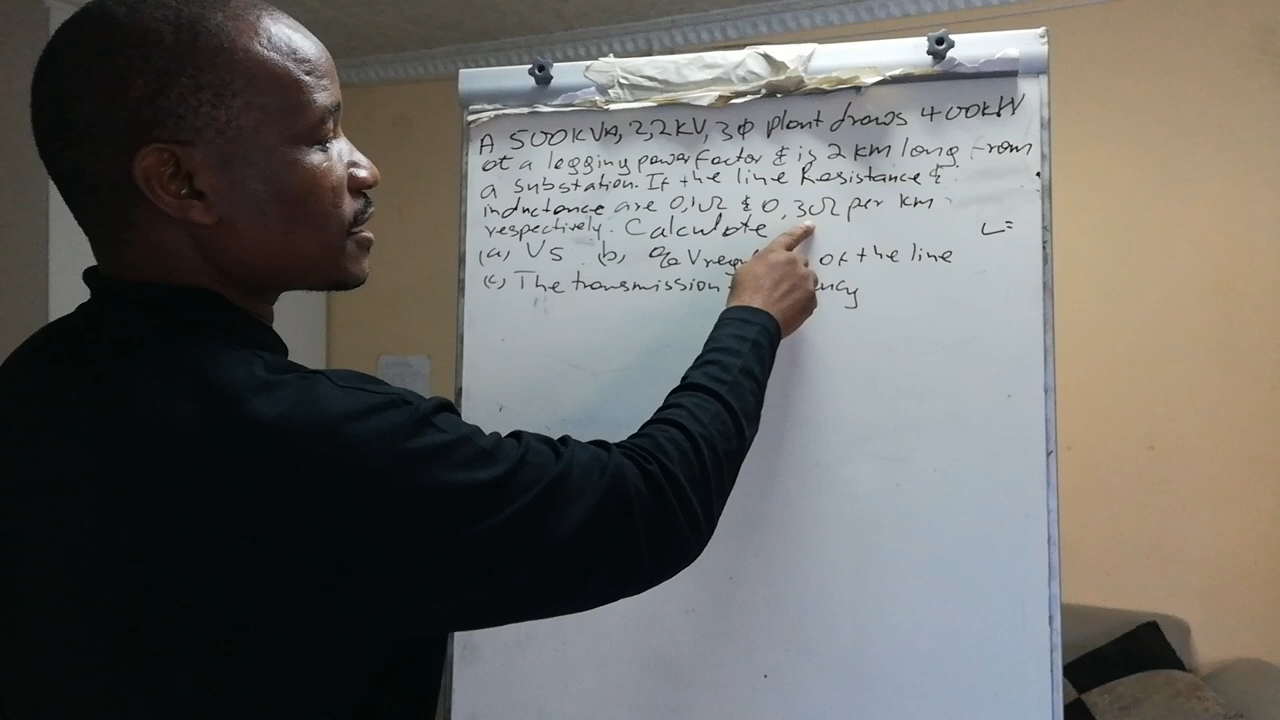 A 500KVA, 2,2KV, 3Φ plant draws 400KW
at a legging power factor & is 2 KM long from
a substation. If the line Resistance &
inductance are 0,1Ω & 0,3Ω per km
respectively. Calculate
L=
(a) Vs b, % V of the line
(c) The transmission